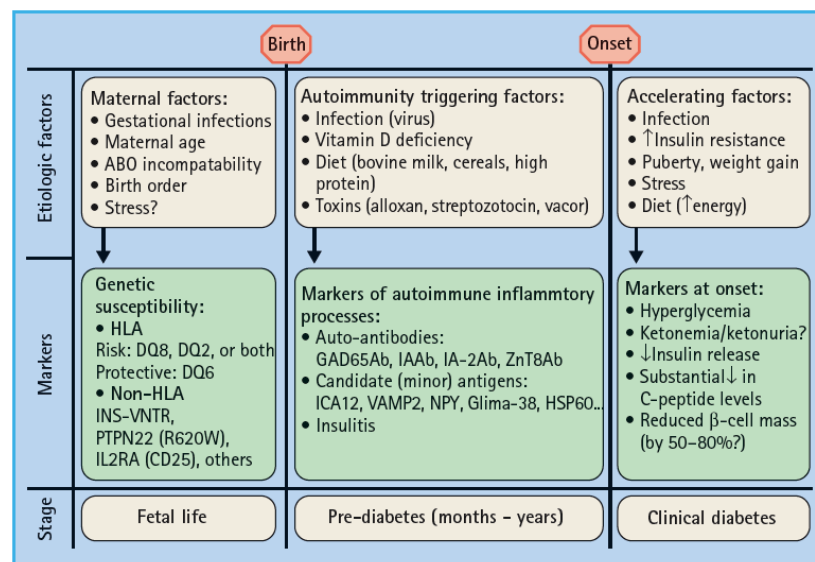 Birth
Onset
Etiologic factors
Maternal factors:
• Gestational infections
• Maternal age
• ABO incompatability
• Birth order
• Stress?
Autoimmunity triggering factors:
• Infection (virus)
• Vitamin D deficiency
• Diet (bovine milk, cereals, high
protein)
• Toxins (alloxan, streptozotocin, vacor)
Accelerating factors:
• Infection
• ↑Insulin resistance
• Puberty, weight gain
• Stress
• Diet (↑energy)
Markers
Genetic
susceptibility:
• HLA
Risk: DQ8, DQ2, or both
Protective: DQ6
• Non-HLA
INS-VNTR,
PTPN22 (R620W),
IL2RA (CD25), others
Markers of autoimmune inflammtory
processes:
• Auto-antibodies:
GAD65Ab, IAAb, IA-2Ab, ZnT8Ab
• Candidate (minor) antigens:
ICA12, VAMP2, NPY, Glima-38, HSP60...
• Insulitis
Markers at onset:
• Hyperglycemia
• Ketonemia/ketonuria?
• ↓Insulin release
• Substantial↓ in
C-peptide levels
• Reduced β-cell mass
(by 50–80%?)
Stage
Fetal life
Pre-diabetes (months – years)
Clinical diabetes